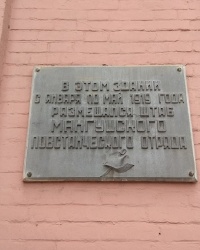 В ЭТОМ ЗДАНИИ
С ЯНВАРЯ ПО МАЙ 1919 ГОДА
РАЗМЕЩАЛСЯ ШТАБ
МАНГУШСКОГО
ПОВСТАНЧЕСКОГО ОТРЯДА